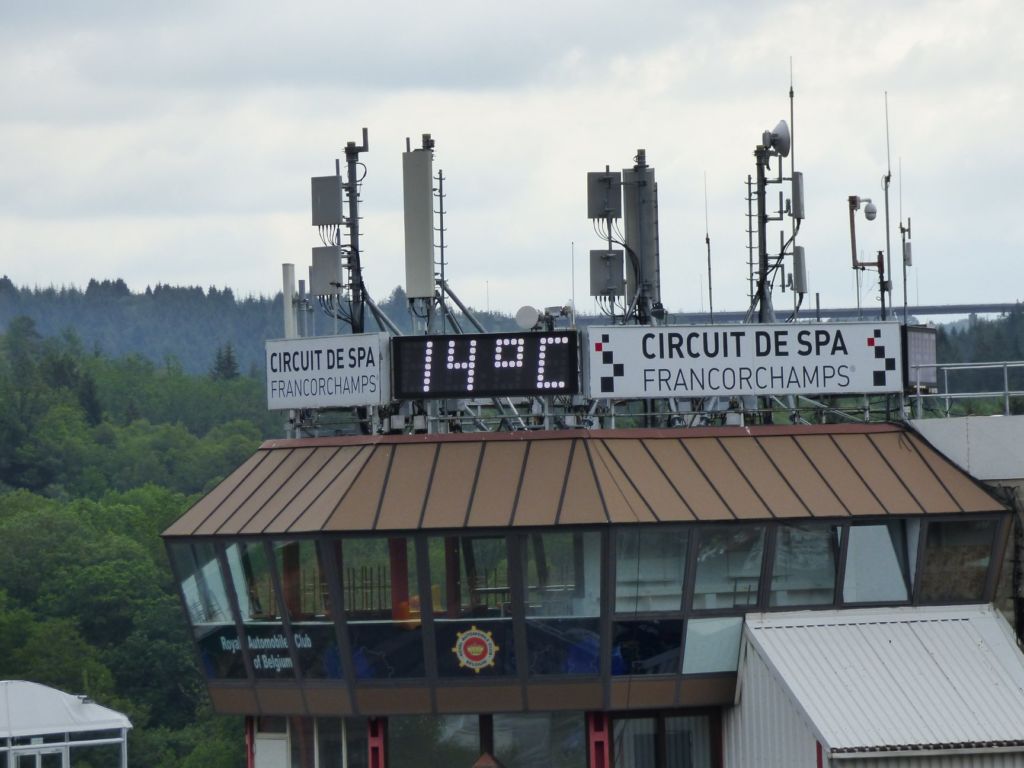 CIRCUIT DE SPA
FRANCORCHAMPS
14°C
CIRCUIT DE SPA
FRANCORCHAMPS®
Royal Automobile Club
of Belgium